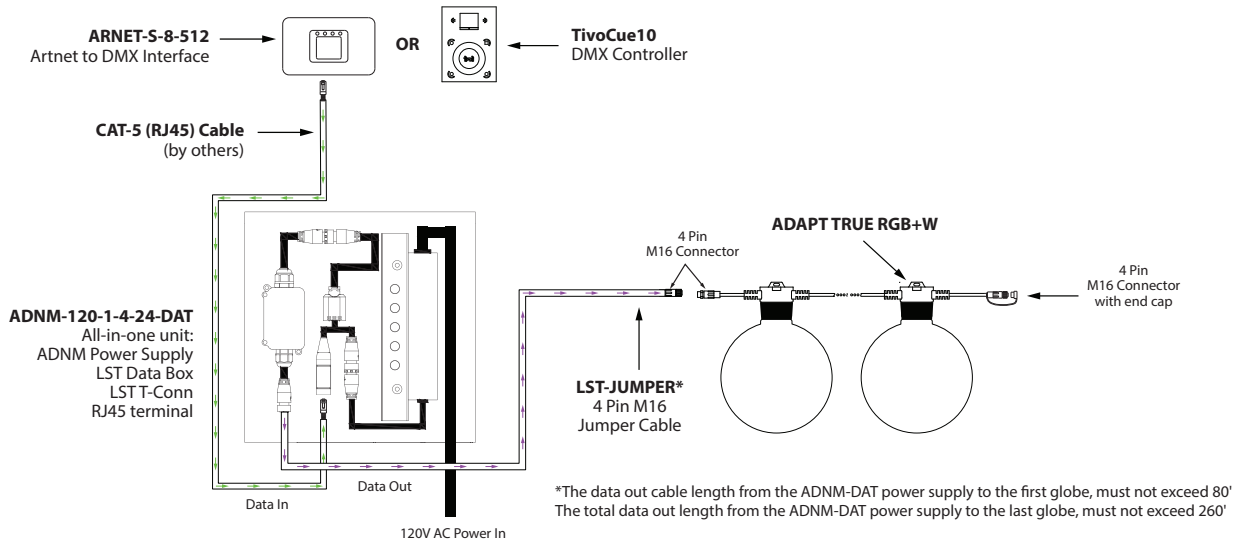 ARNET-S-8-512
Artnet to DMX Interface
OR
TivoCue10
DMX Controller
CAT-5 (RJ45) Cable
(by others)
ADNM-120-1-4-24-DAT
All-in-one unit:
ADNM Power Supply
LST Data Box
LST T-Conn
RJ45 terminal
4 Pin
M16 Connector
ADAPT TRUE RGB+W
4 Pin
M16 Connector
with end cap
LST-JUMPER*
4 Pin M16
Jumper Cable
Data In
Data Out
120V AC Power In
*The data out cable length from the ADNM-DAT power supply to the first globe, must not exceed 80'
The total data out length from the ADNM-DAT power supply to the last globe, must not exceed 260'